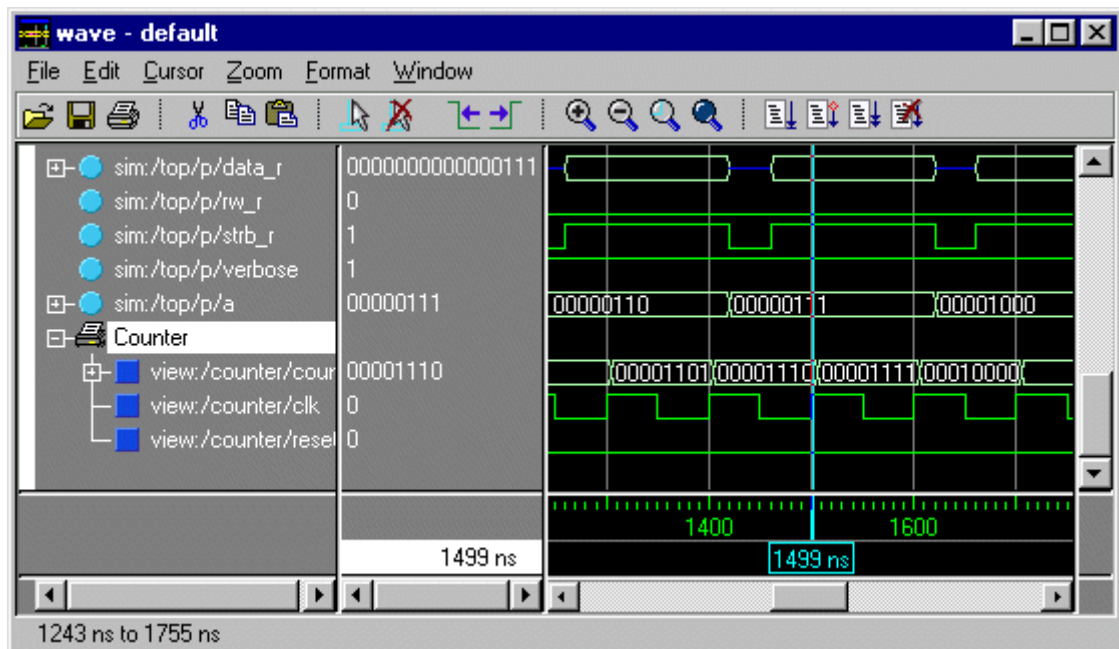 wave - default
File Edit Cursor Zoom Format Window
sim:/top/p/data_r 0000000000000111
sim:/top/p/rw_r 0
sim:/top/p/strb_r 1
sim:/top/p/verbose 1
sim:/top/p/a 00000111 00000110 00000111 00001000
Counter
view:/counter/cour 00001110 00001101 00001110 00001111 00010000
view:/counter/clk 0
view:/counter/reset 0
1400 1600
1499 ns 1499 ns
1243 ns to 1755 ns